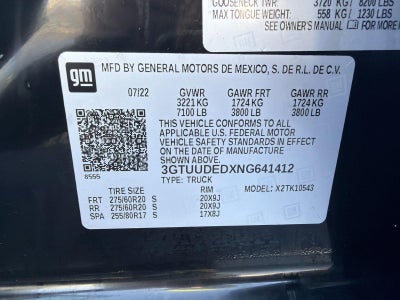 GOOSENECK TWR: 3720 KG / 8200 LBS
MAX TONGUE WEIGHT: 558 KG / 1230 LBS
SEE OWNER'S MANUAL
gm
MFD BY GENERAL MOTORS DE MEXICO, S. DE R.L. DE C.V.
07/22 GVWR GAWR FRT GAWR RR
3221 KG 1724 KG 1724 KG
7100 LB 3800 LB 3800 LB
THIS VEHICLE CONFORMS TO ALL
APPLICABLE U.S. FEDERAL MOTOR
VEHICLE SAFETY STANDARDS IN EFFECT
ON THE DATE OF MANUFACTURE
SHOWN ABOVE.
8555 3GTUUDEDXNG641412
TYPE: TRUCK
TIRE SIZE RIM MODEL: X2TK10543
FRT 275/60R20 S 20X9J
RR 275/60R20 S 20X9J
SPA 255/80R17 S 17X8J